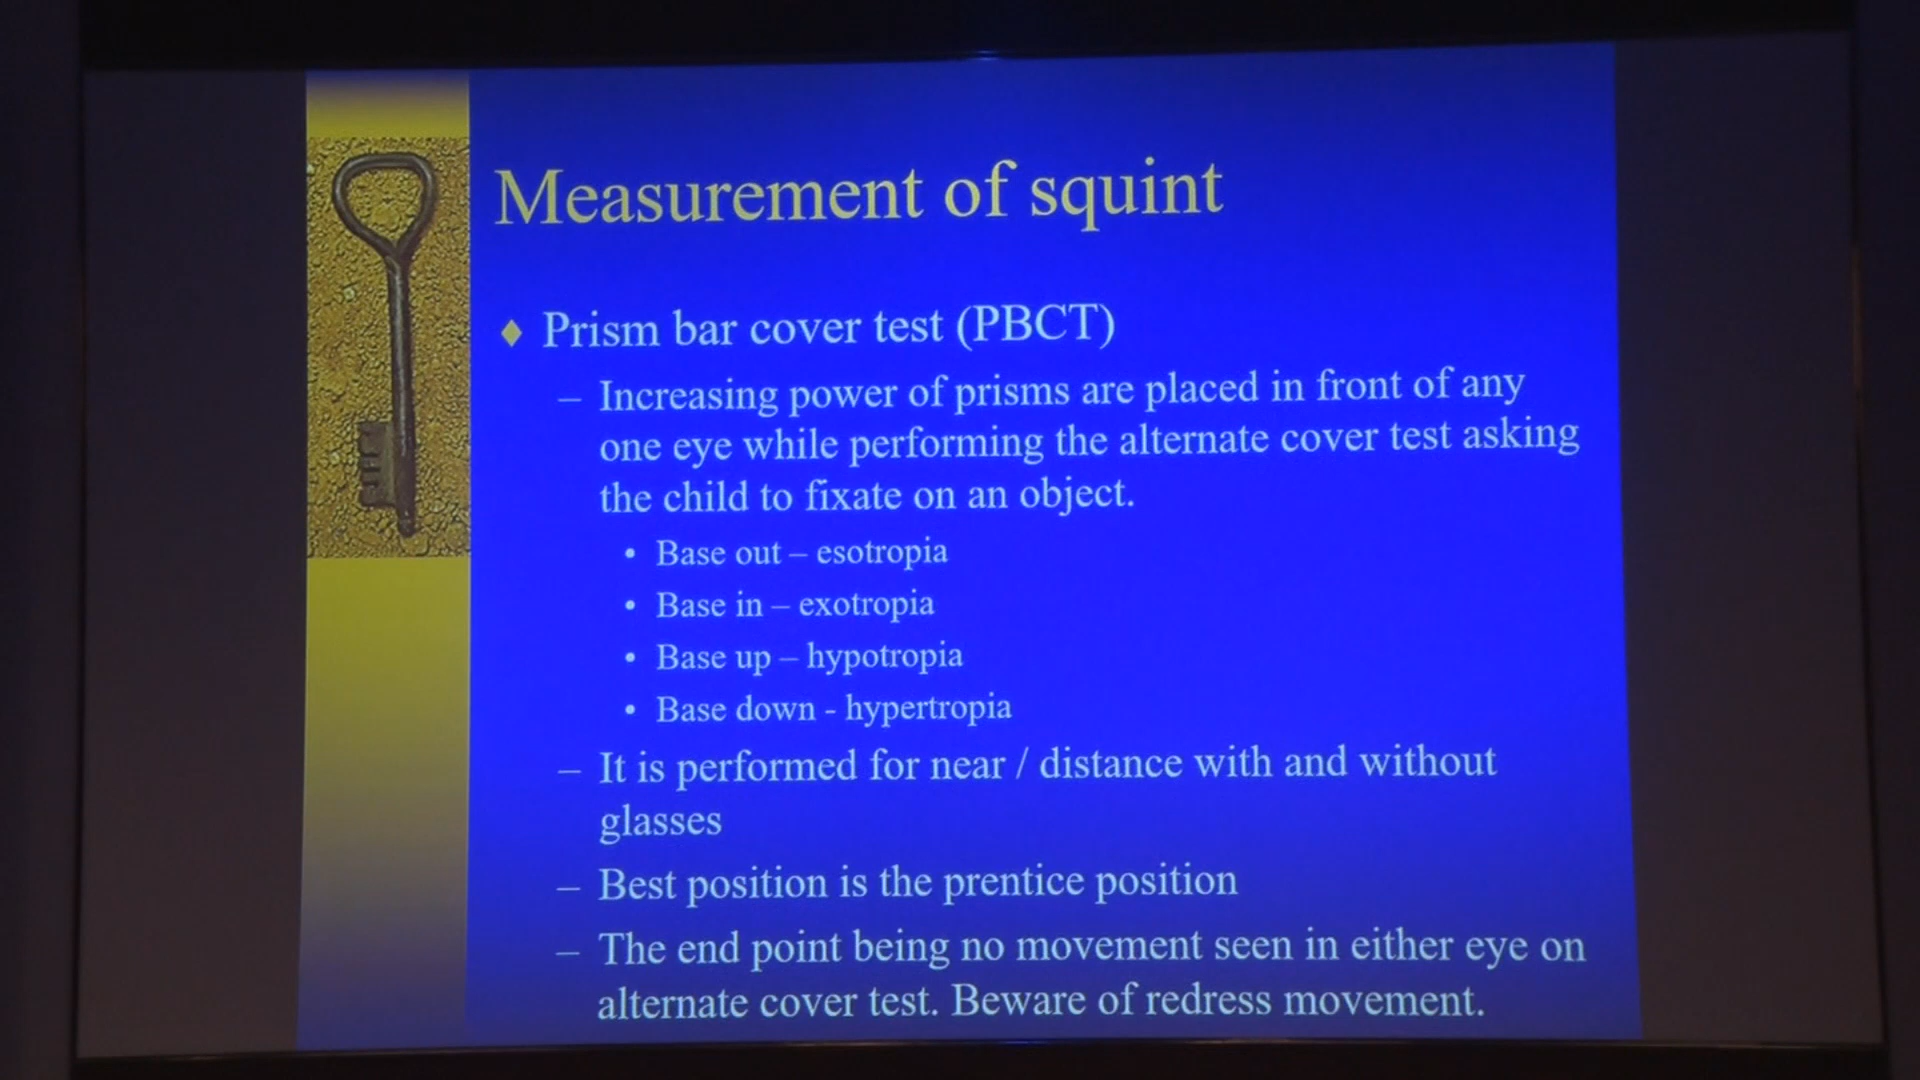 Measurement of squint
♦ Prism bar cover test (PBCT)
– Increasing power of prisms are placed in front of any
one eye while performing the alternate cover test asking
the child to fixate on an object.
• Base out – esotropia
• Base in – exotropia
• Base up – hypotropia
• Base down - hypertropia
– It is performed for near / distance with and without
glasses
– Best position is the prentice position
– The end point being no movement seen in either eye on
alternate cover test. Beware of redress movement.